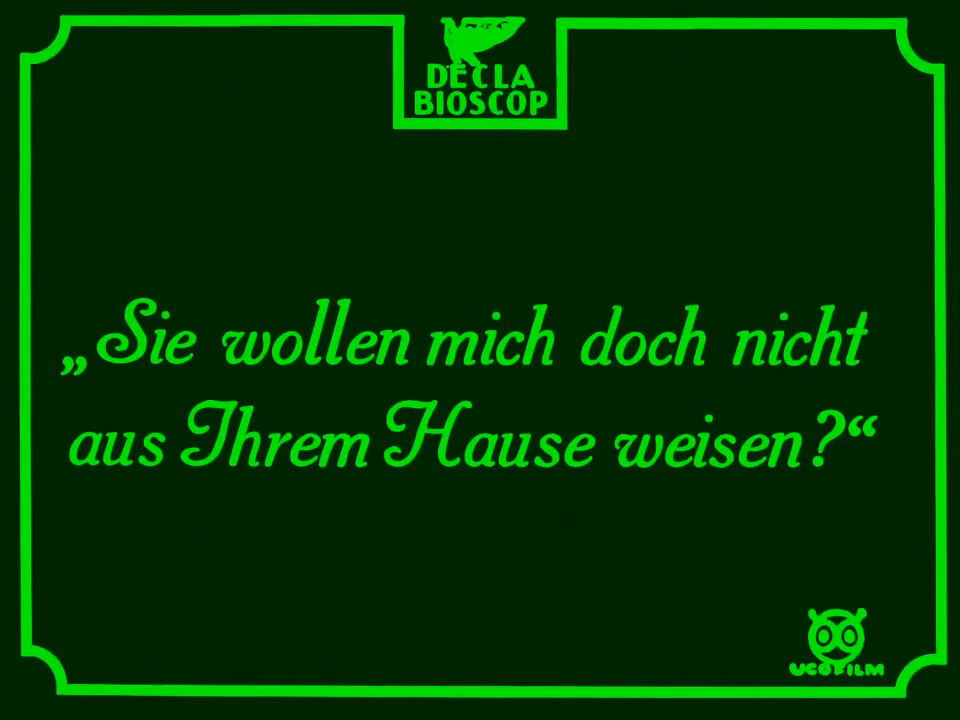 DECLA
BIOSCOP
„Sie wollen mich doch nicht
aus Ihrem Hause weisen?“
UCOFILM